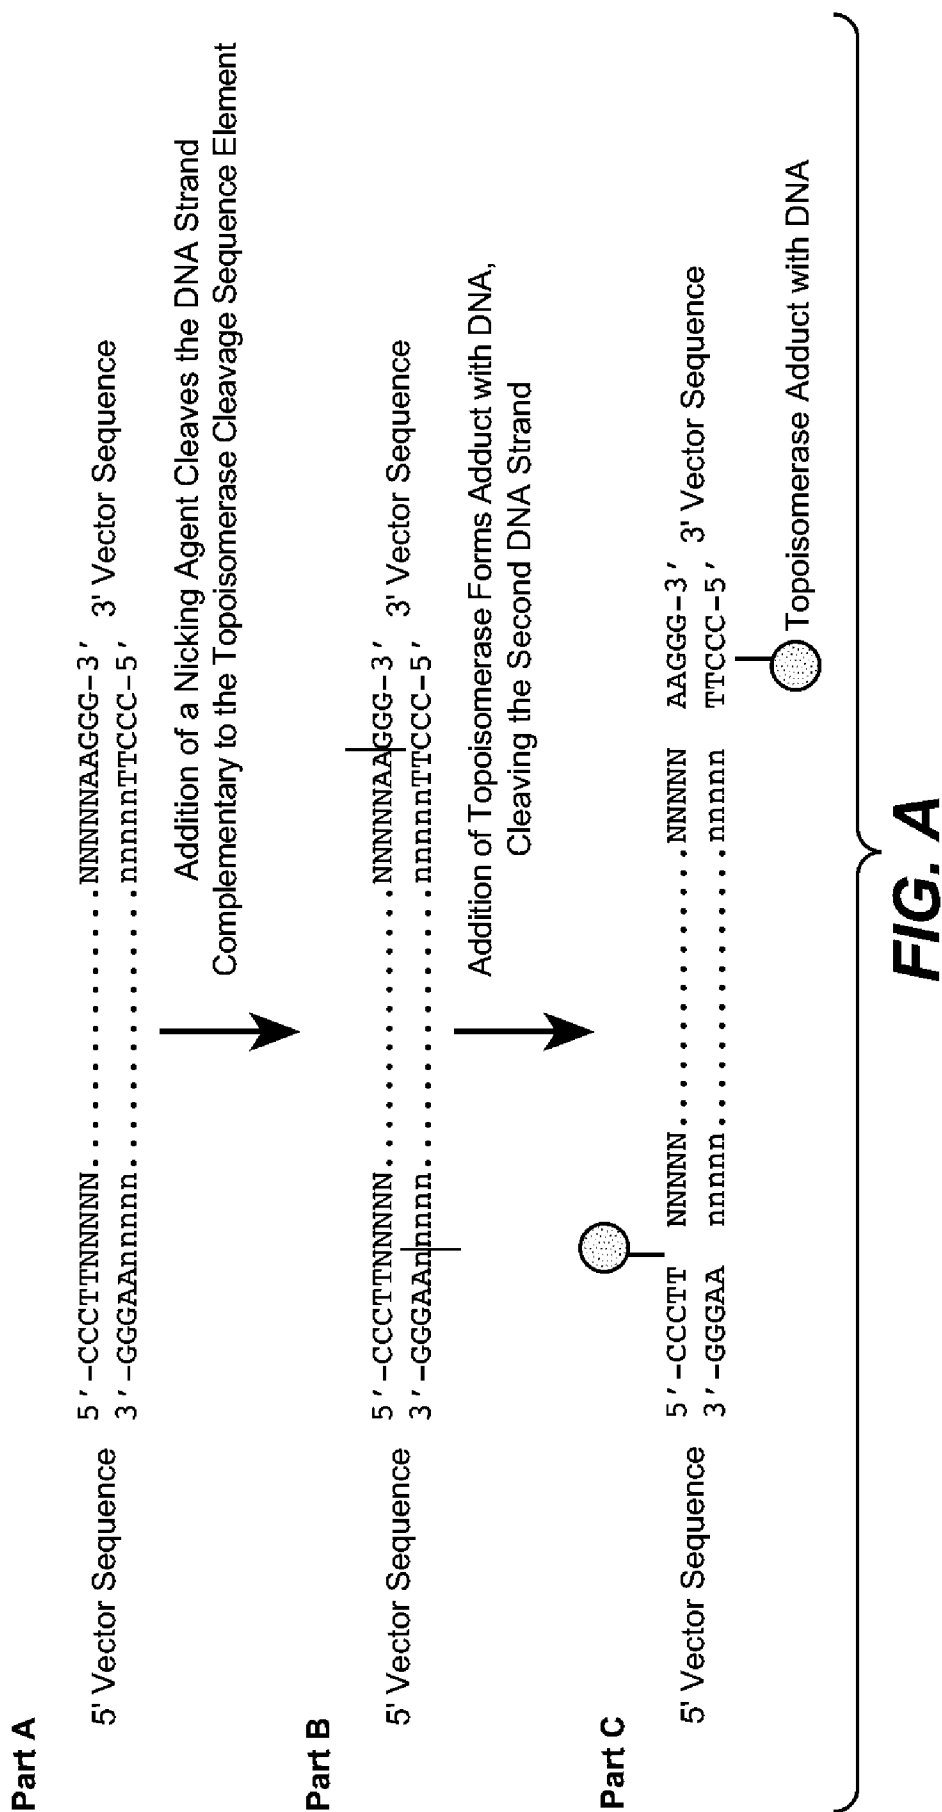 Part A
5' Vector Sequence
5′-CCCTTNNNNN................NNNNNAAGGG-3′
3′-GGGAAnnnnn................nnnnnTTCCC-5′
3' Vector Sequence
Addition of a Nicking Agent Cleaves the DNA Strand
Complementary to the Topoisomerase Cleavage Sequence Element
Part B
5' Vector Sequence
5′-CCCTTNNNNN................NNNNNAAGGG-3′
3′-GGGAAnnnnn................nnnnnTTCCC-5′
3' Vector Sequence
Addition of Topoisomerase Forms Adduct with DNA,
Cleaving the Second DNA Strand
Part C
5' Vector Sequence
5′-CCCTT NNNNN................NNNNN AAGGG-3′
3′-GGGAA nnnnn................nnnnn TTCCC-5′
3' Vector Sequence
Topoisomerase Adduct with DNA
FIG. A